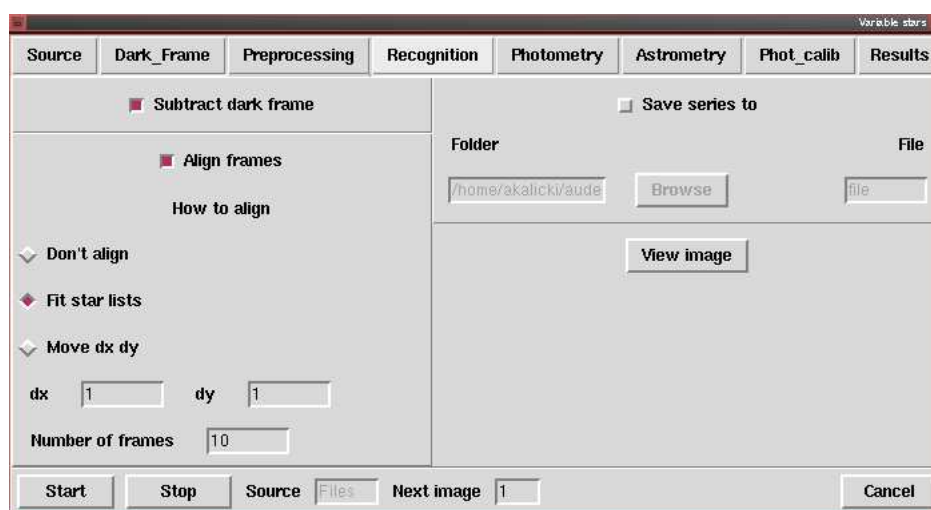 Variable stars
Source Dark_Frame Preprocessing Recognition Photometry Astrometry Phot_calib Results
Subtract dark frame
Align frames
How to align
Don't align
Fit star lists
Move dx dy
dx 1 dy 1
Number of frames 10
Save series to
Folder File
/home/akalicki/aude Browse file
View image
Start Stop Source Files Next image 1 Cancel